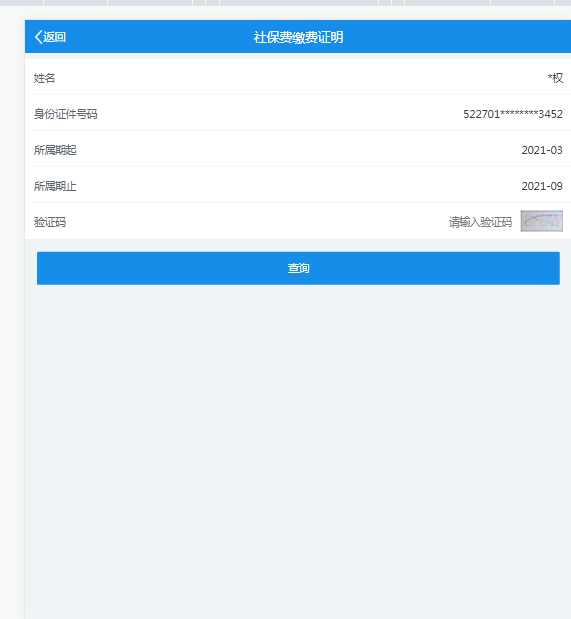 返回
社保费缴费证明
姓名 *权
身份证件号码 522701********3452
所属期起 2021-03
所属期止 2021-09
验证码 请输入验证码
查询